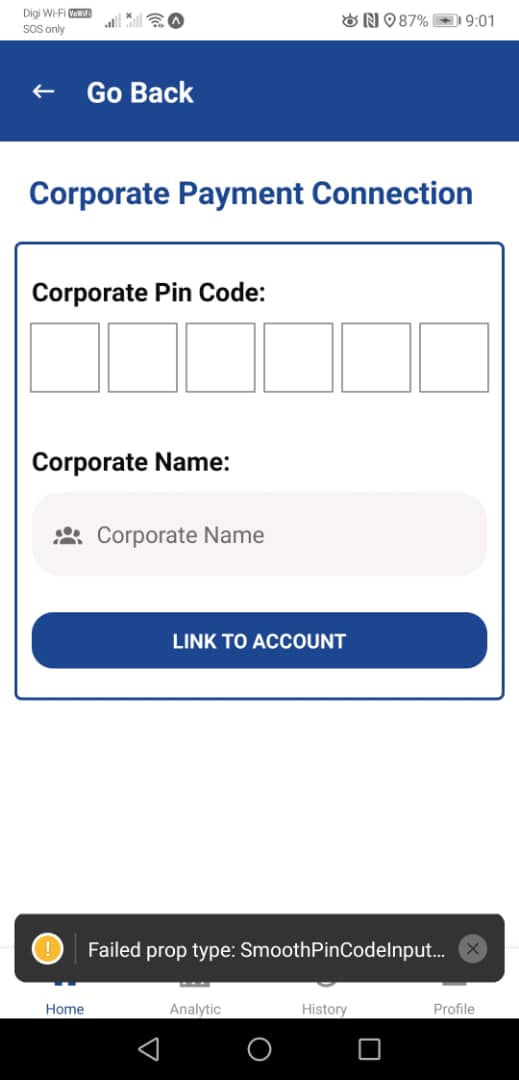 Digi Wi-Fi VoWiFi
SOS only
87% 9:01
Go Back
Corporate Payment Connection
Corporate Pin Code:
Corporate Name:
Corporate Name
LINK TO ACCOUNT
Failed prop type: SmoothPinCodeInput...
Home Analytic History Profile